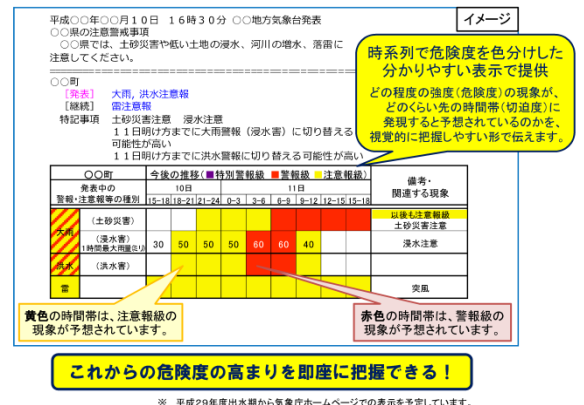 平成○○年○○月１０日　１６時３０分　○○地方気象台発表
イメージ
○○県の注意警戒事項
○○県では、土砂災害や低い土地の浸水、河川の増水、落雷に
注意してください。
時系列で危険度を色分けした
分かりやすい表示で提供
どの程度の強度（危険度）の現象が、
どのくらい先の時間帯（切迫度）に
発現すると予想されているのかを、
視覚的に把握しやすい形で伝えます。
○○町
［発表］　大雨，洪水注意報
［継続］　雷注意報
特記事項　土砂災害注意　浸水注意
１１日明け方までに大雨警報（浸水害）に切り替える
可能性が高い
１１日明け方までに洪水警報に切り替える可能性が高い
○○町　今後の推移（■特別警報級　■警報級　■注意報級）　備考・
発表中の　10日　11日　関連する現象
警報・注意報等の種別　15-18　18-21　21-24　0-3　3-6　6-9　9-12　12-15　15-18
大雨　（土砂災害）　以後も注意報級
土砂災害注意
（浸水害）　30　50　50　50　60　60　40　浸水注意
1時間最大雨量(ミリ)
洪水　（洪水害）
雷　突風
黄色の時間帯は、注意報級の
現象が予想されています。
赤色の時間帯は、警報級の
現象が予想されています。
これからの危険度の高まりを即座に把握できる！
※　平成２９年度出水期から気象庁ホームページでの表示を予定しています。